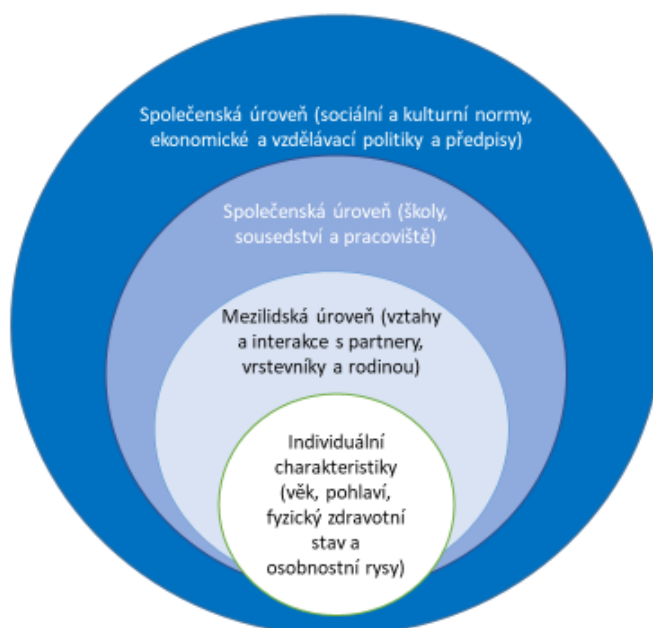 Společenská úroveň (sociální a kulturní normy,
ekonomické a vzdělávací politiky a předpisy)
Společenská úroveň (školy,
sousedství a pracoviště)
Mezilidská úroveň (vztahy
a interakce s partnery,
vrstevníky a rodinou)
Individuální
charakteristiky
(věk, pohlaví,
fyzický zdravotní
stav a
osobnostní rysy)